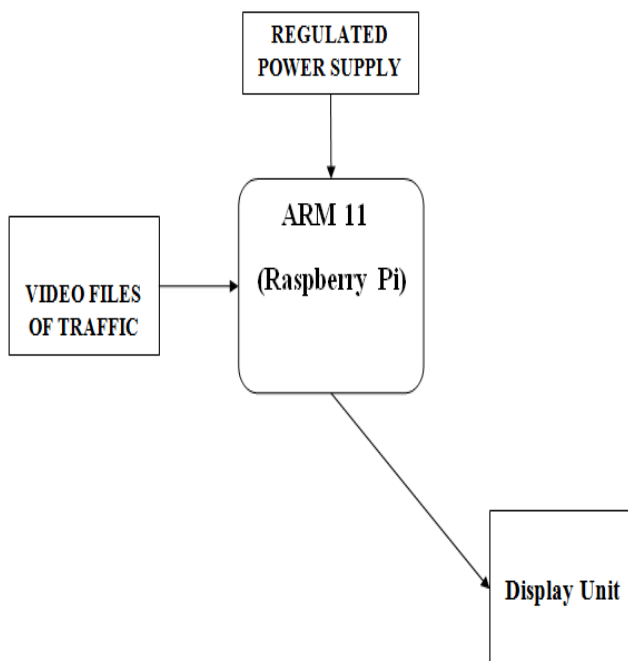 REGULATED
POWER SUPPLY
ARM 11
(Raspberry Pi)
VIDEO FILES
OF TRAFFIC
Display Unit